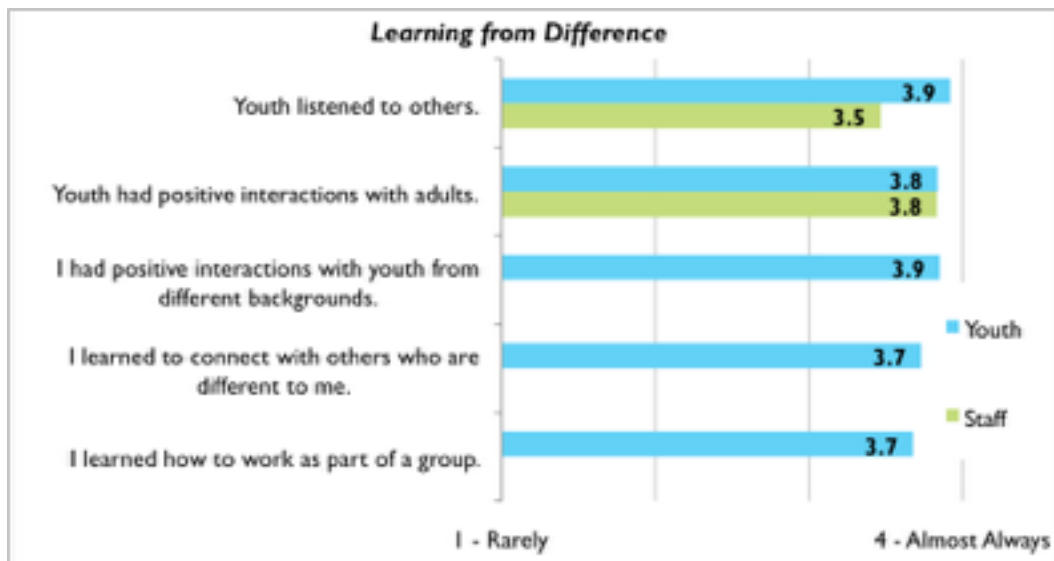 Learning from Difference
Youth listened to others.
3.9
3.5
Youth had positive interactions with adults.
3.8
3.8
I had positive interactions with youth from
different backgrounds.
3.9
I learned to connect with others who are
different to me.
3.7
I learned how to work as part of a group.
3.7
Youth
Staff
1 - Rarely
4 - Almost Always